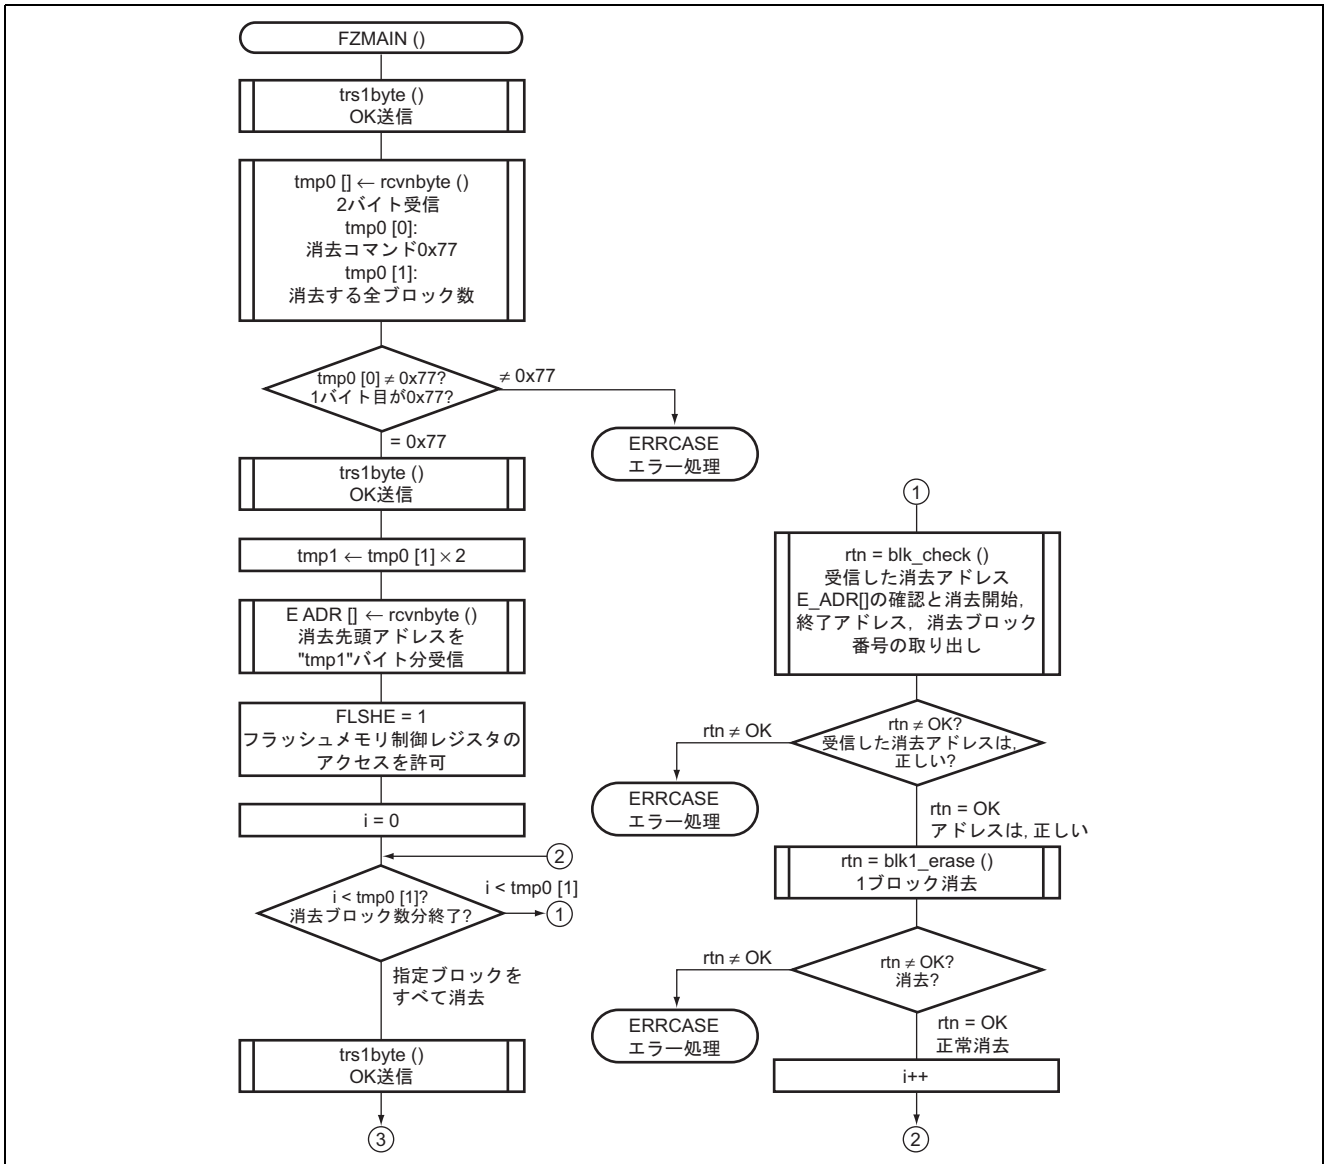 FZMAIN ()
trs1byte ()
OK送信
tmp0 [] ← rcvnbyte ()
2バイト受信
tmp0 [0]:
消去コマンド0x77
tmp0 [1]:
消去する全ブロック数
tmp0 [0] ≠ 0x77?
1バイト目が0x77?
≠ 0x77
ERRCASE
エラー処理
= 0x77
trs1byte ()
OK送信
tmp1 ← tmp0 [1] × 2
E ADR [] ← rcvnbyte ()
消去先頭アドレスを
"tmp1"バイト分受信
FLSHE = 1
フラッシュメモリ制御レジスタの
アクセスを許可
i = 0
2
i < tmp0 [1]?
消去ブロック数分終了?
i < tmp0 [1]
1
指定ブロックを
すべて消去
trs1byte ()
OK送信
3
1
rtn = blk_check ()
受信した消去アドレス
E_ADR[]の確認と消去開始,
終了アドレス, 消去ブロック
番号の取り出し
rtn ≠ OK?
受信した消去アドレスは,
正しい?
rtn ≠ OK
ERRCASE
エラー処理
rtn = OK
アドレスは, 正しい
rtn = blk1_erase ()
1ブロック消去
rtn ≠ OK?
消去?
rtn ≠ OK
ERRCASE
エラー処理
rtn = OK
正常消去
i++
2